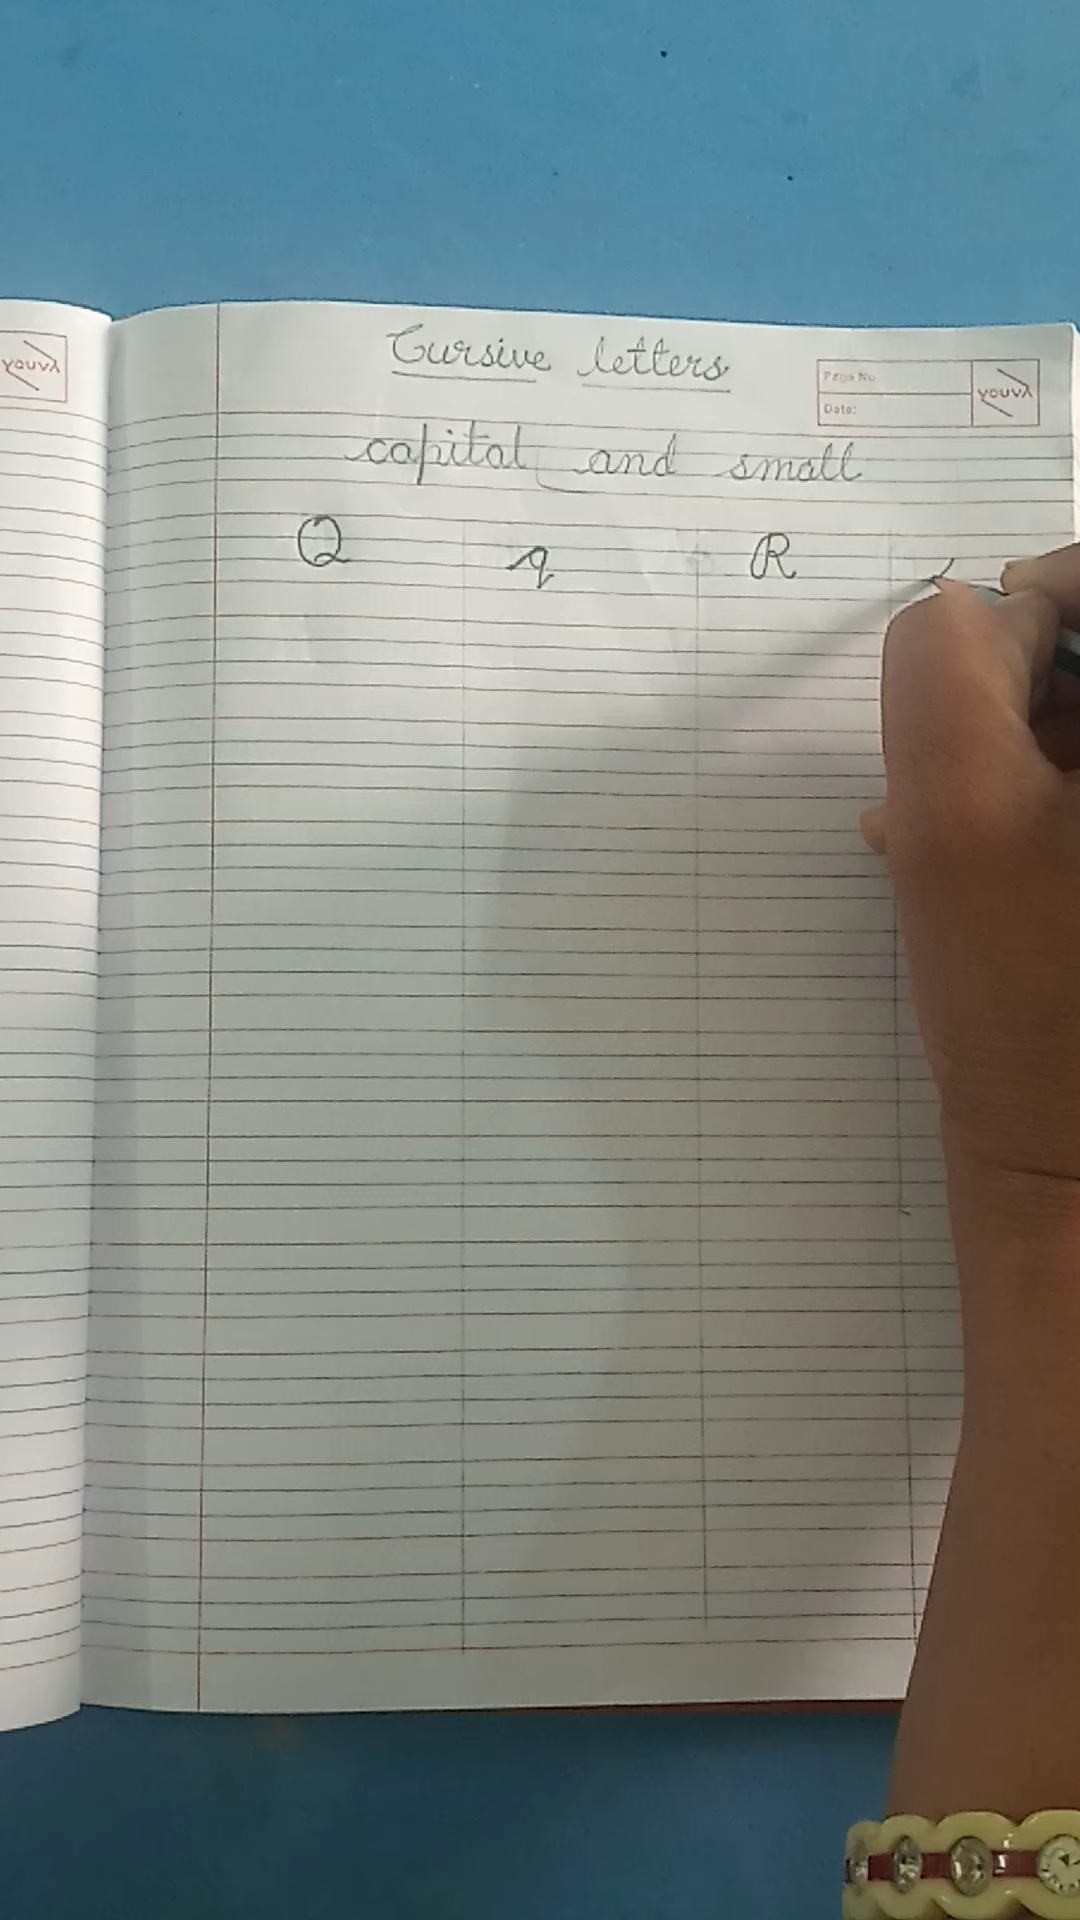 Cursive letters
Page No
Date:
youva
youva
capital and small
Q q R